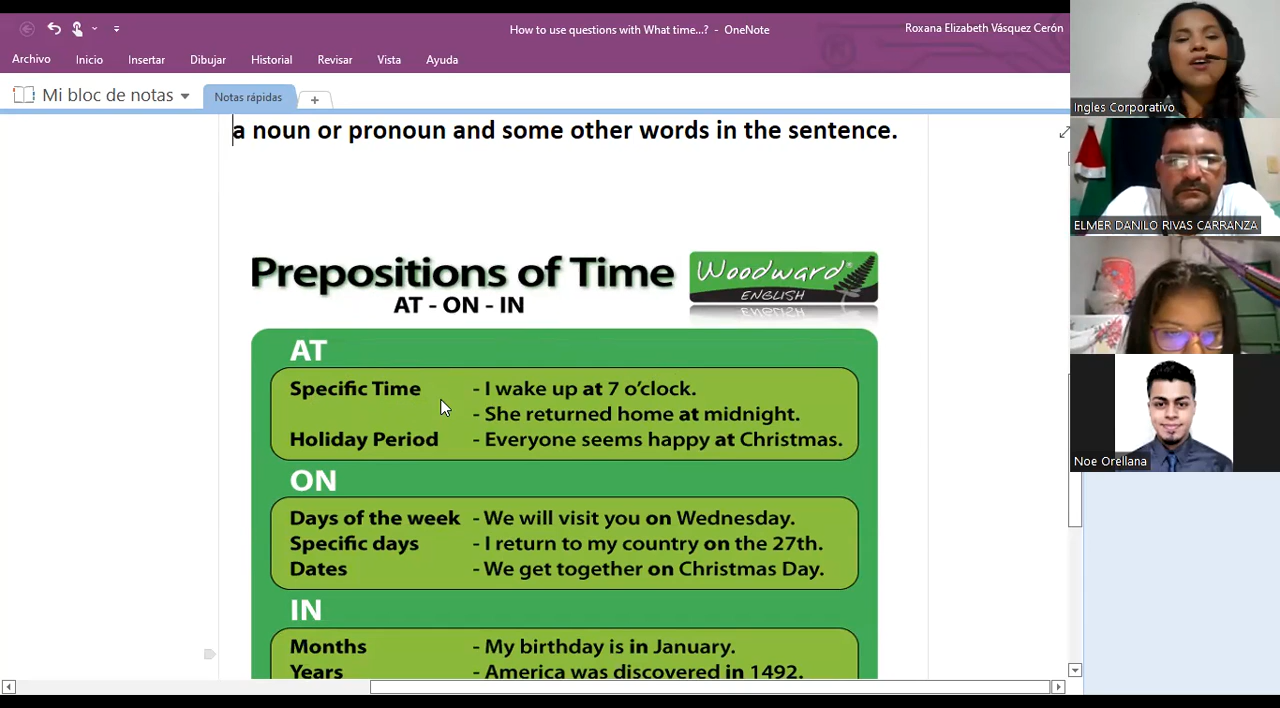 How to use questions with What time...? - OneNote
Roxana Elizabeth Vásquez Cerón
Archivo Inicio Insertar Dibujar Historial Revisar Vista Ayuda
Mi bloc de notas Notas rápidas
a noun or pronoun and some other words in the sentence.
Prepositions of Time
AT - ON - IN
Woodward®
ENGLISH
AT
Specific Time - I wake up at 7 o'clock.
- She returned home at midnight.
Holiday Period - Everyone seems happy at Christmas.
ON
Days of the week - We will visit you on Wednesday.
Specific days - I return to my country on the 27th.
Dates - We get together on Christmas Day.
IN
Months - My birthday is in January.
Years - America was discovered in 1492.
Ingles Corporativo
ELMER DANILO RIVAS CARRANZA
Noe Orellana